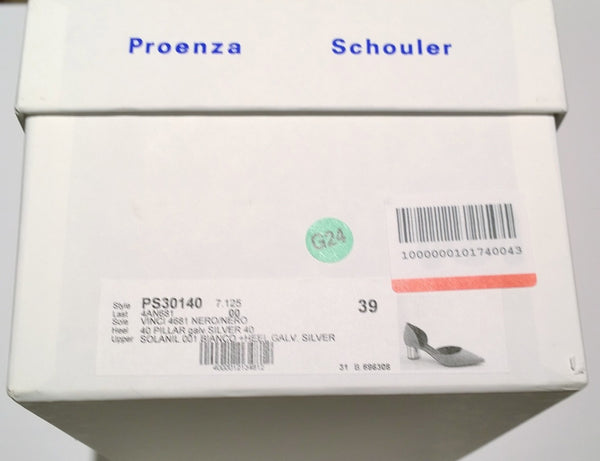 Proenza Schouler
G24
1000000101740043
Style PS30140 7.125 39
Last 4AN681 00
Sole VINCI 4681 NERO/NERO
Heel 40 PILLAR galv. SILVER 40
Upper SOLANIL 001 BIANCO +HEEL GALV. SILVER
4000012134612
31 B. 696308